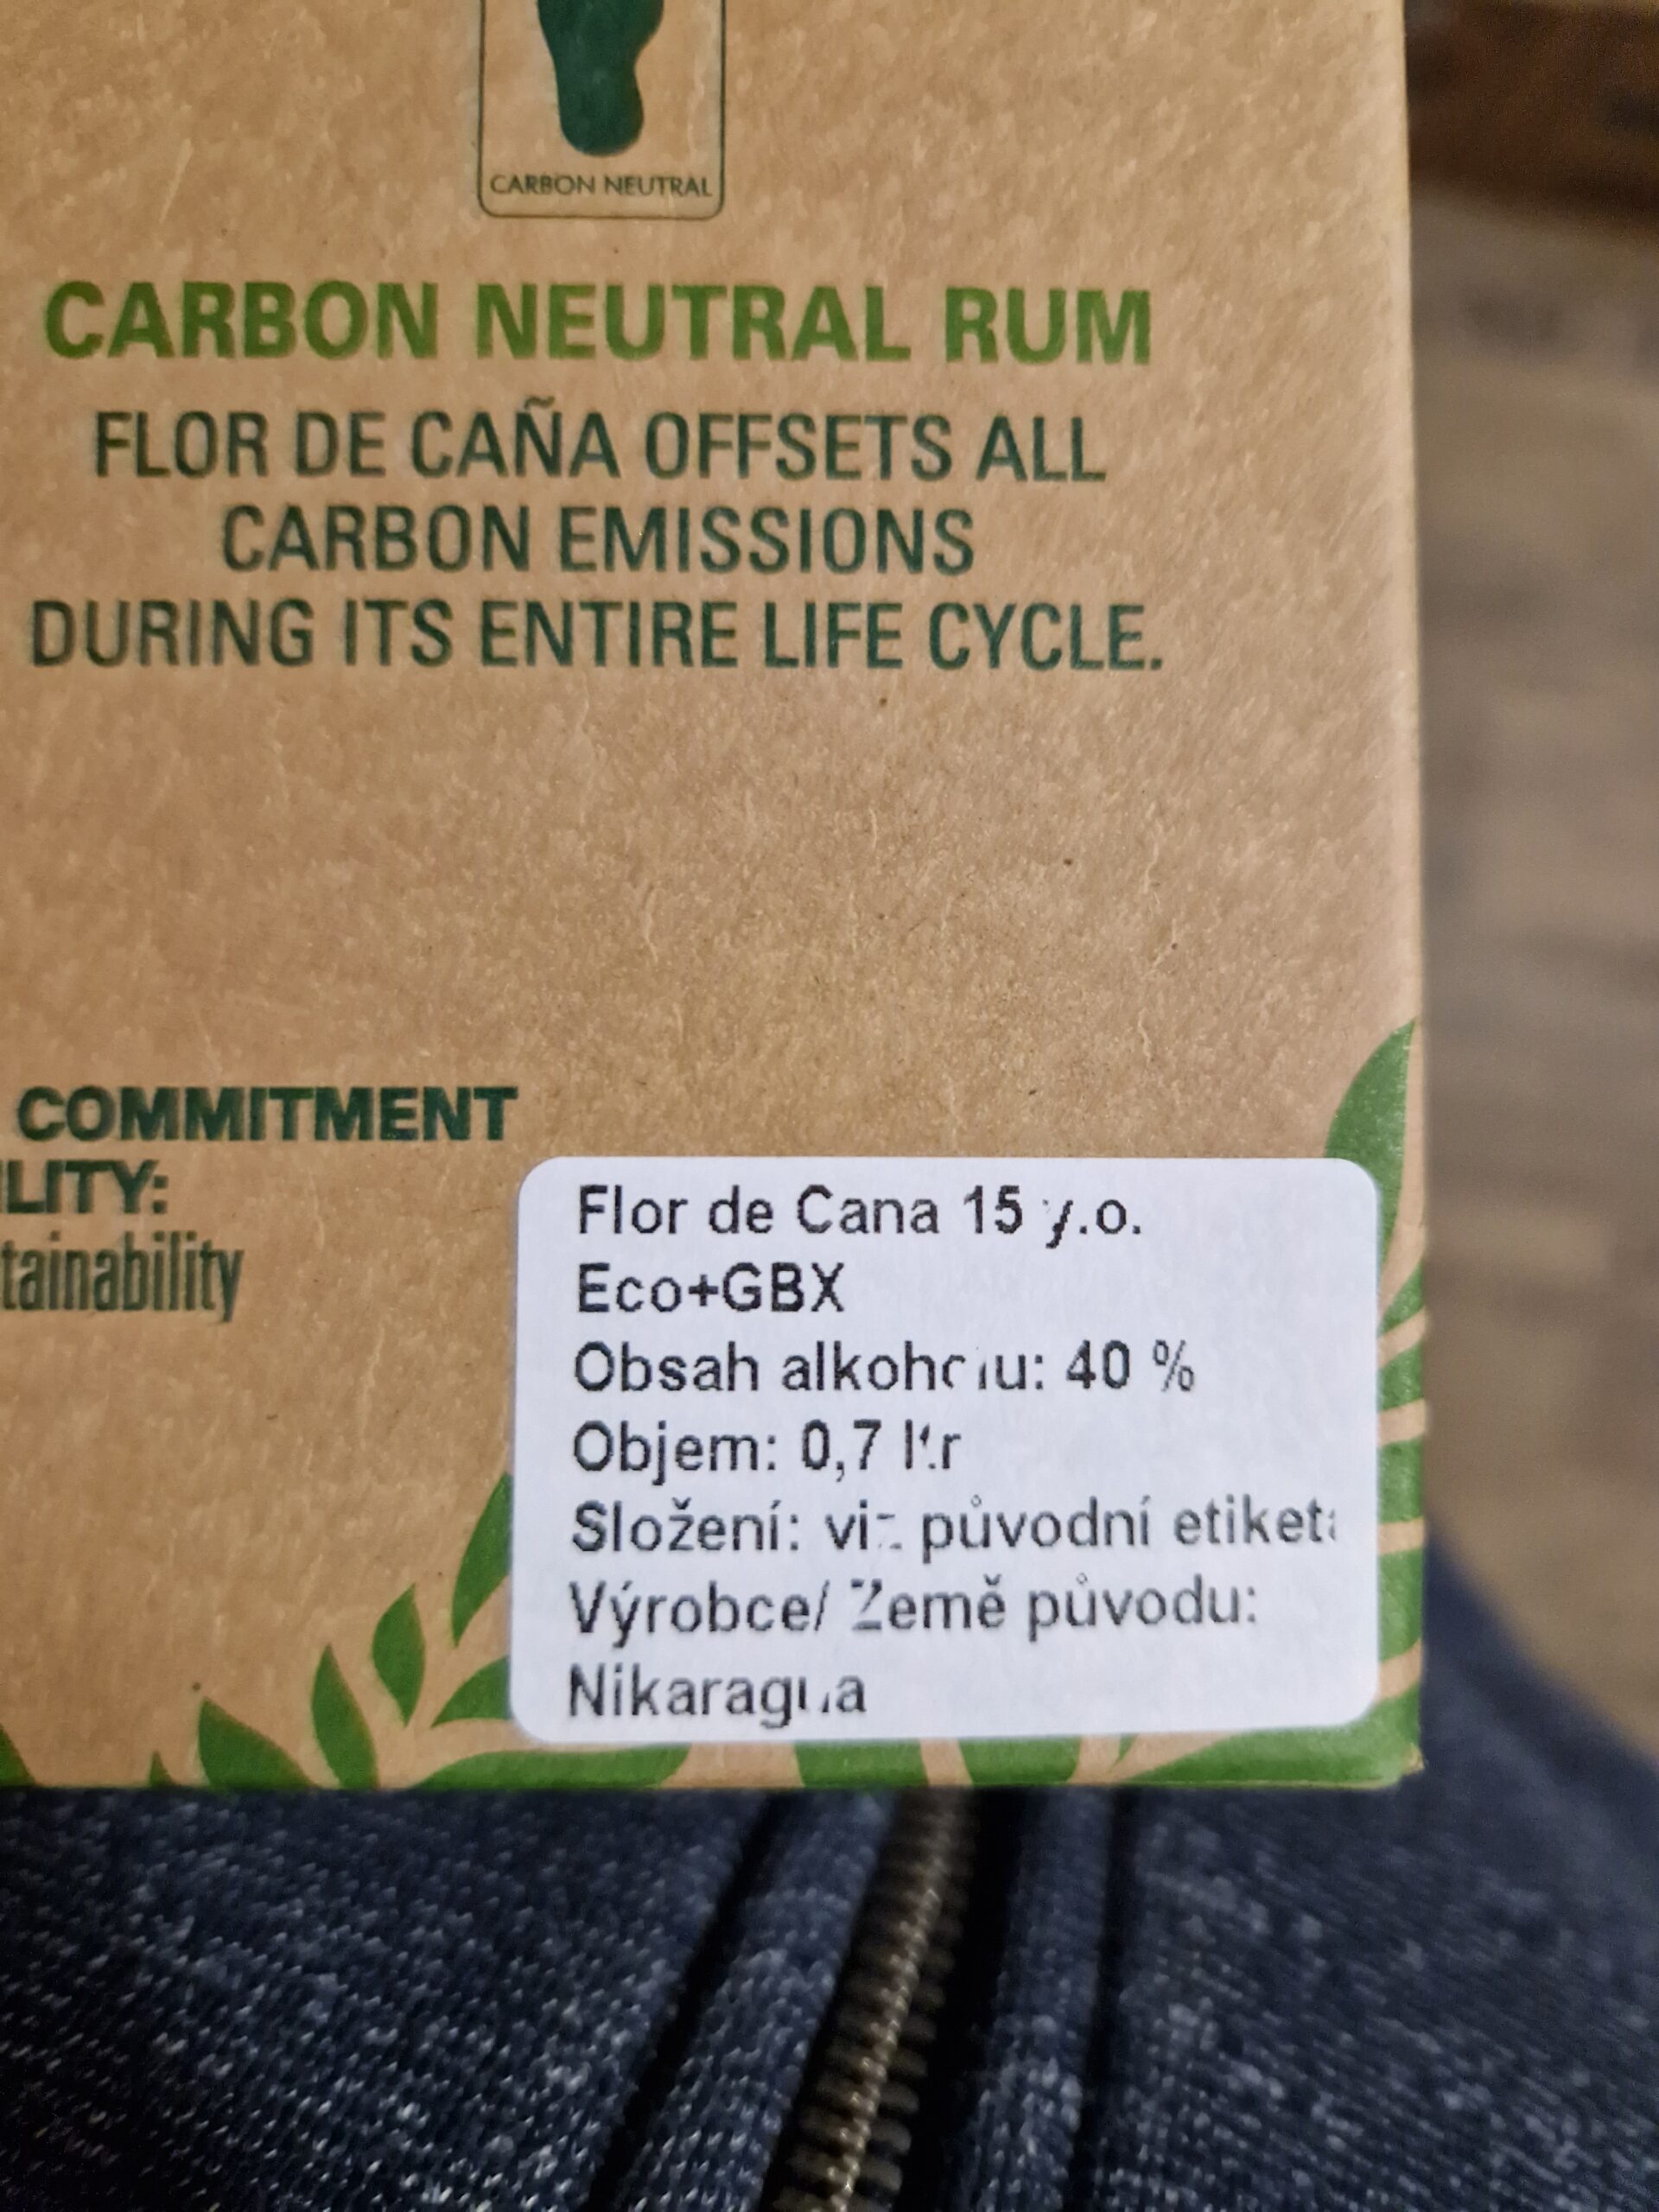 CARBON NEUTRAL
CARBON NEUTRAL RUM
FLOR DE CAÑA OFFSETS ALL
CARBON EMISSIONS
DURING ITS ENTIRE LIFE CYCLE.
COMMITMENT
LITY:
tainability
Flor de Cana 15 y.o.
Eco+GBX
Obsah alkoholu: 40 %
Objem: 0,7 ltr
Složení: viz původní etiketa
Výrobce/ Země původu:
Nikaragua